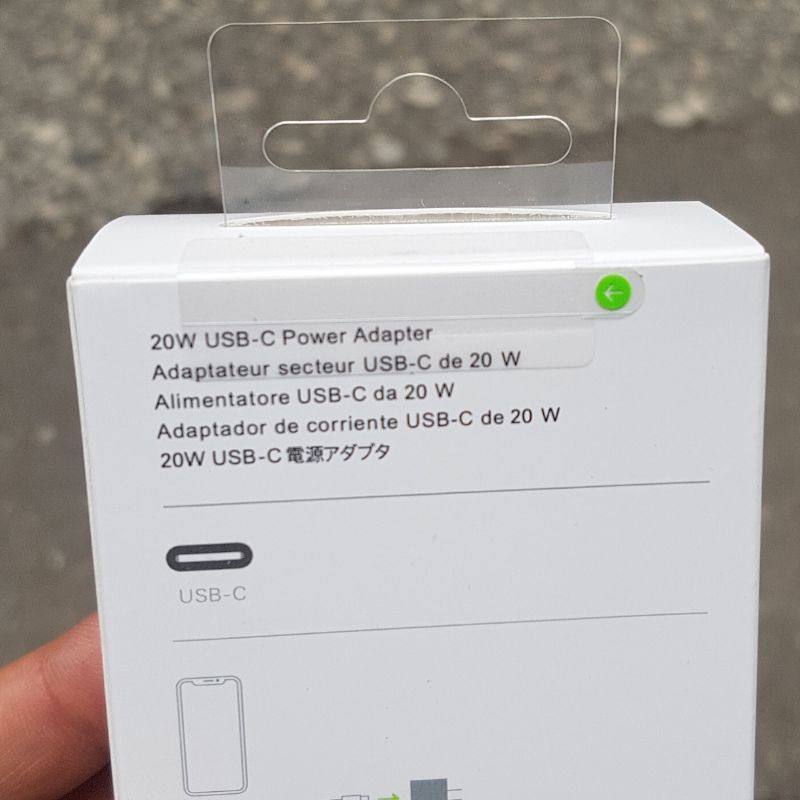 20W USB-C Power Adapter
Adaptateur secteur USB-C de 20 W
Alimentatore USB-C da 20 W
Adaptador de corriente USB-C de 20 W
20W USB-C 電源アダプタ
USB-C